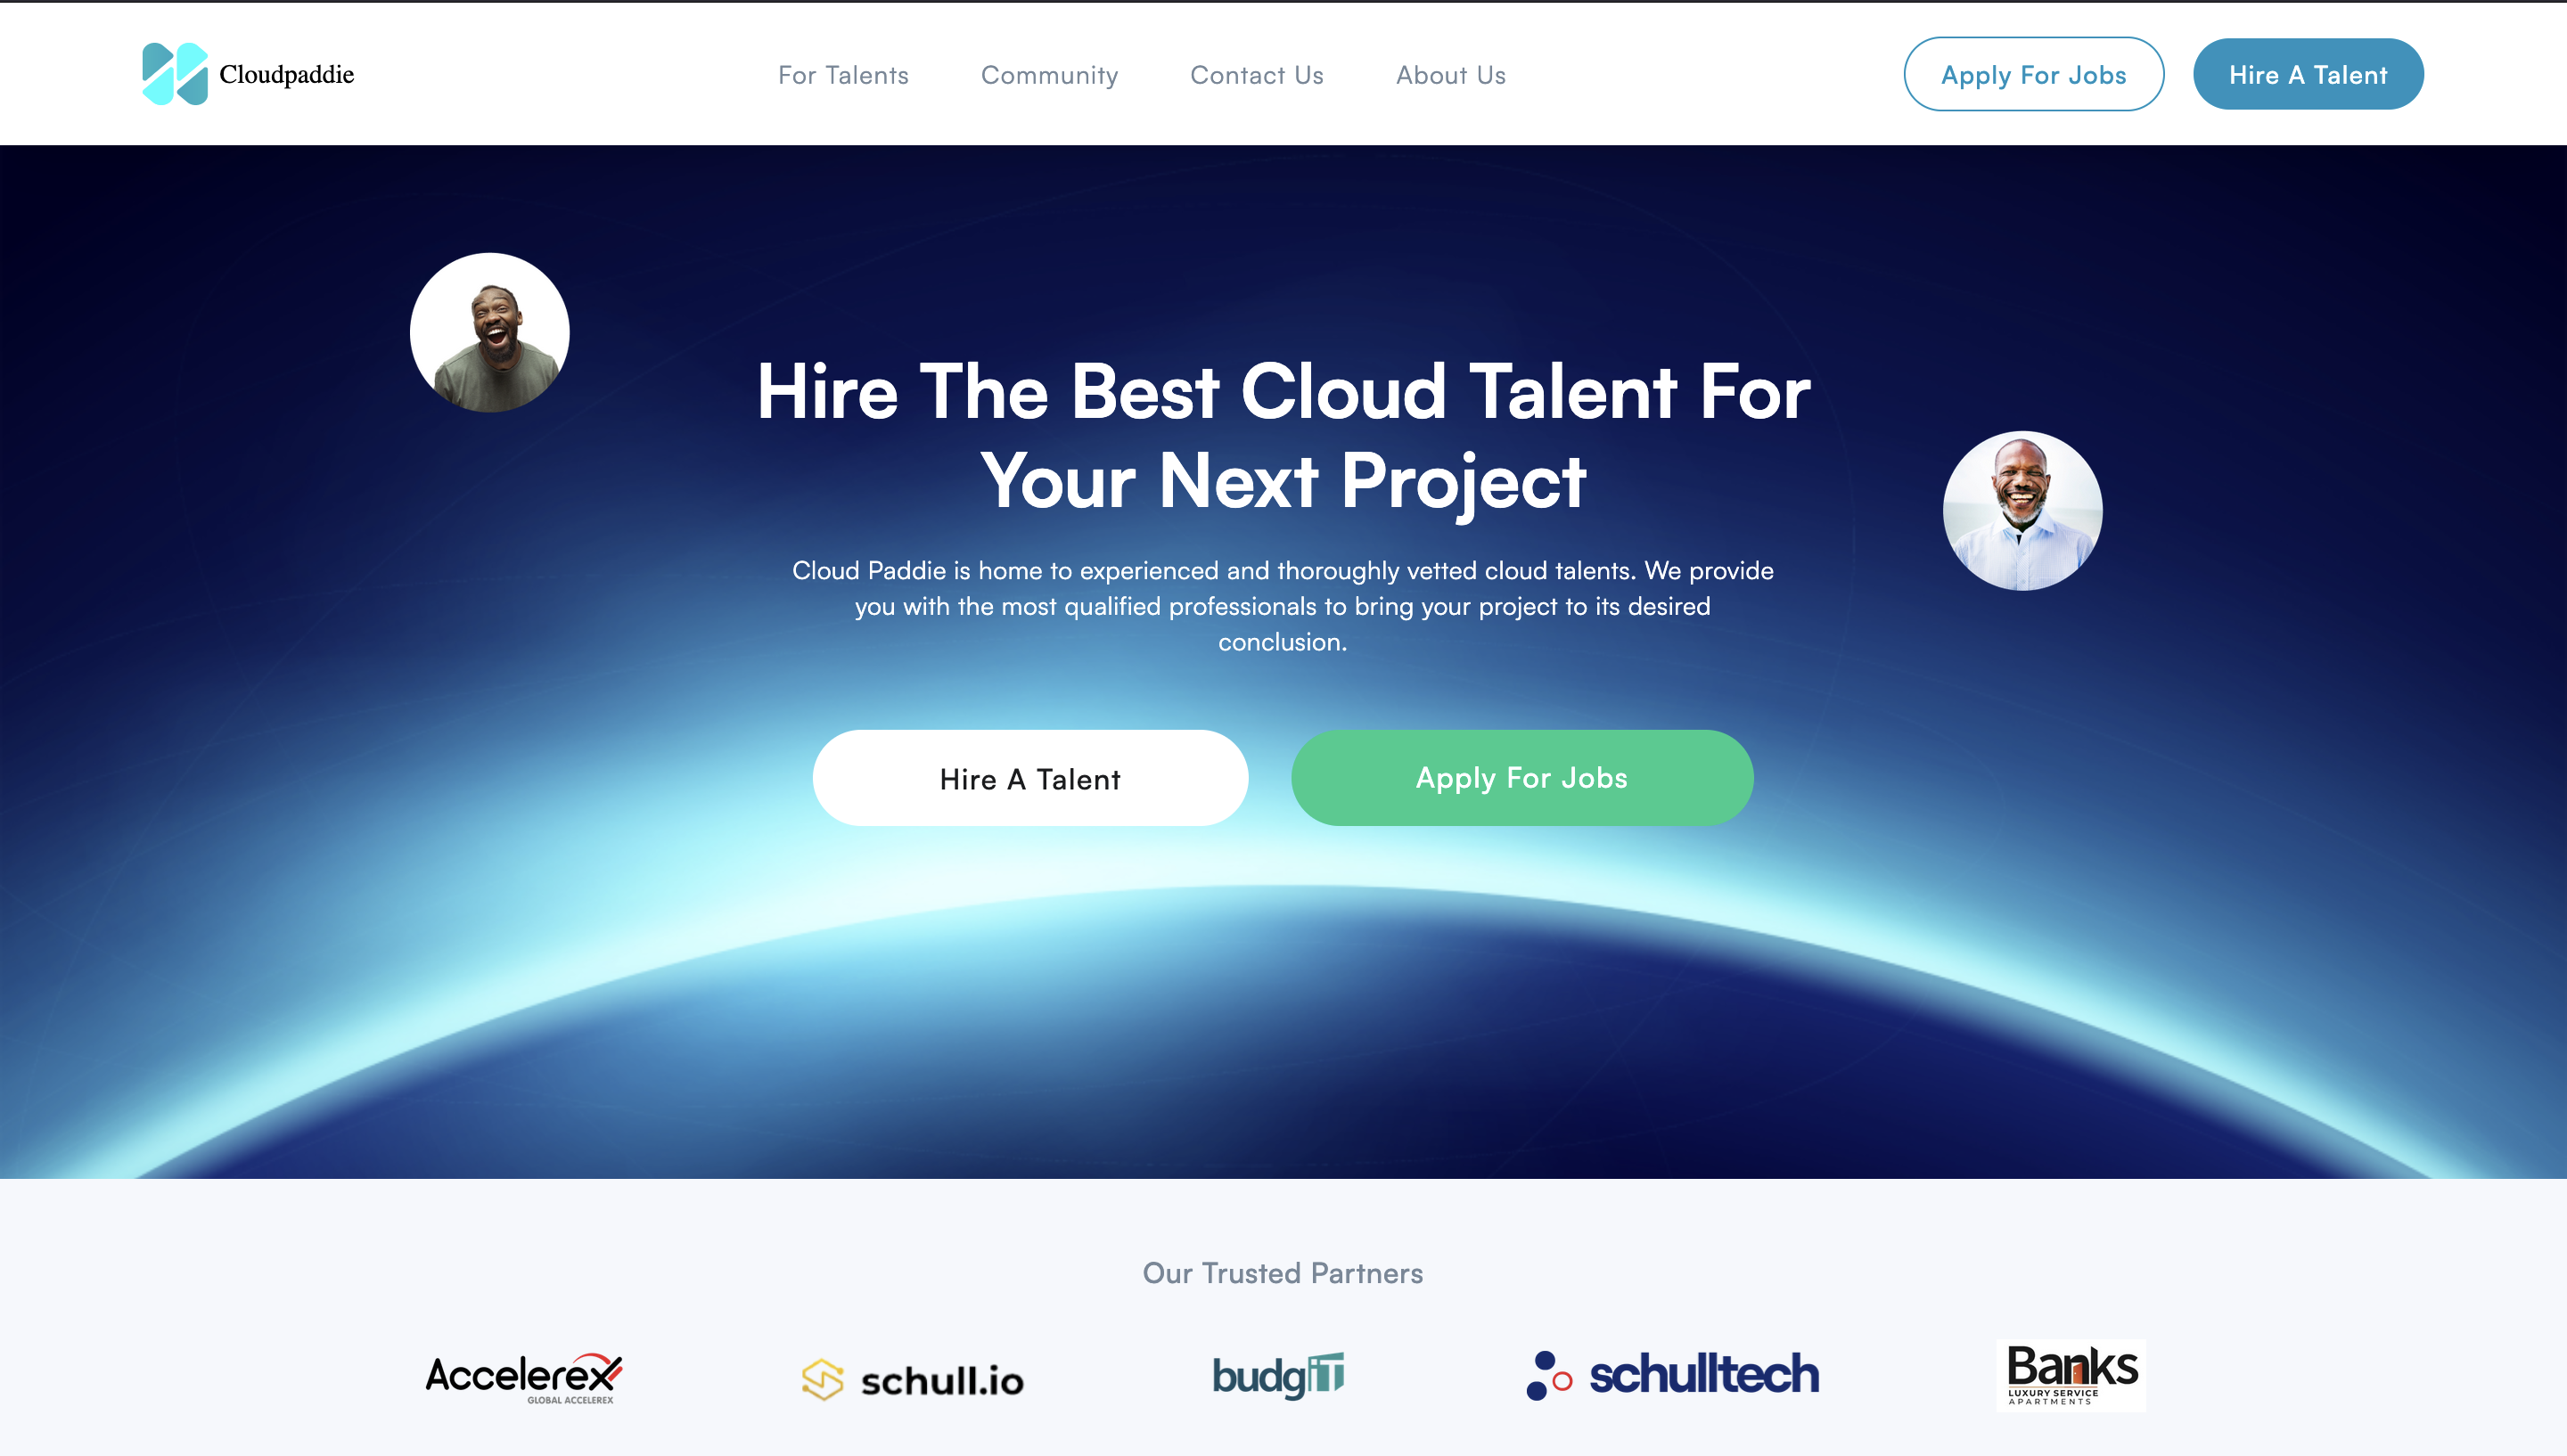 Cloudpaddie
For Talents
Community
Contact Us
About Us
Apply For Jobs
Hire A Talent
Hire The Best Cloud Talent For
Your Next Project
Cloud Paddie is home to experienced and thoroughly vetted cloud talents. We provide
you with the most qualified professionals to bring your project to its desired
conclusion.
Hire A Talent
Apply For Jobs
Our Trusted Partners
Accelerex
GLOBAL ACCELEREX
schull.io
budgiT
schulltech
Banks
LUXURY SERVICE
APARTMENTS